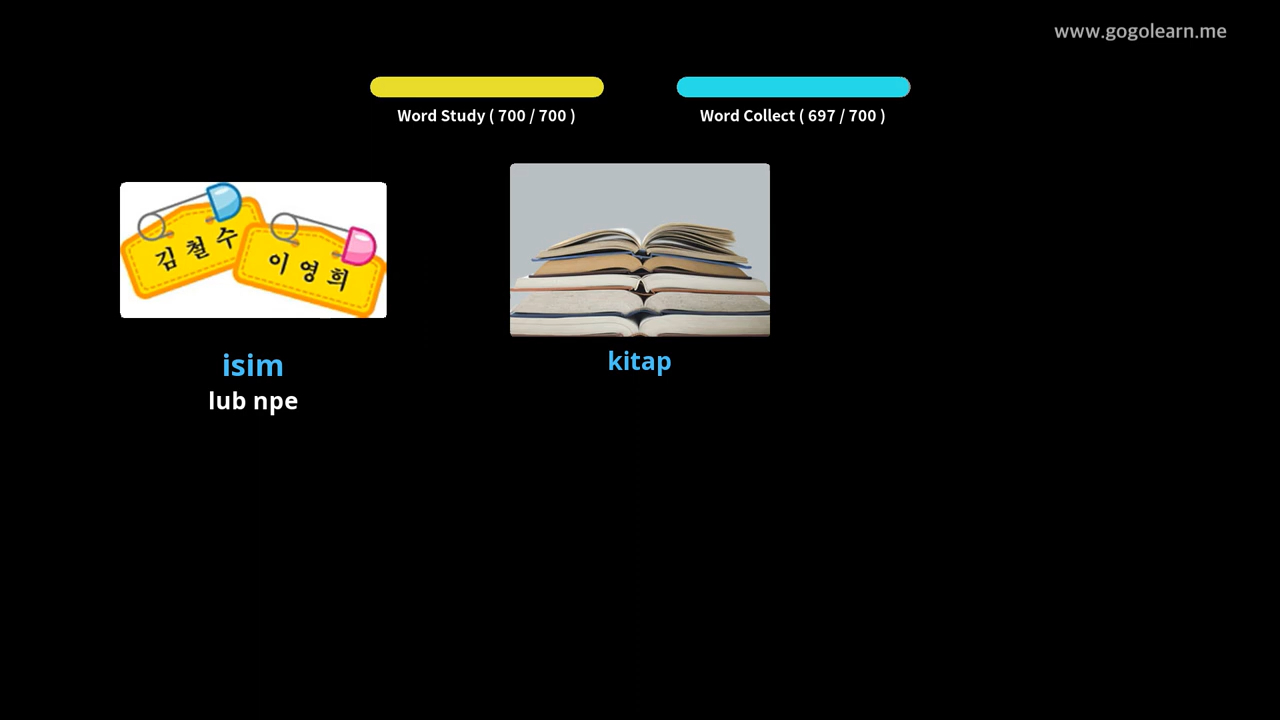 www.gogolearn.me
Word Study ( 700 / 700 )
Word Collect ( 697 / 700 )
김철수
이영희
isim
lub npe
kitap